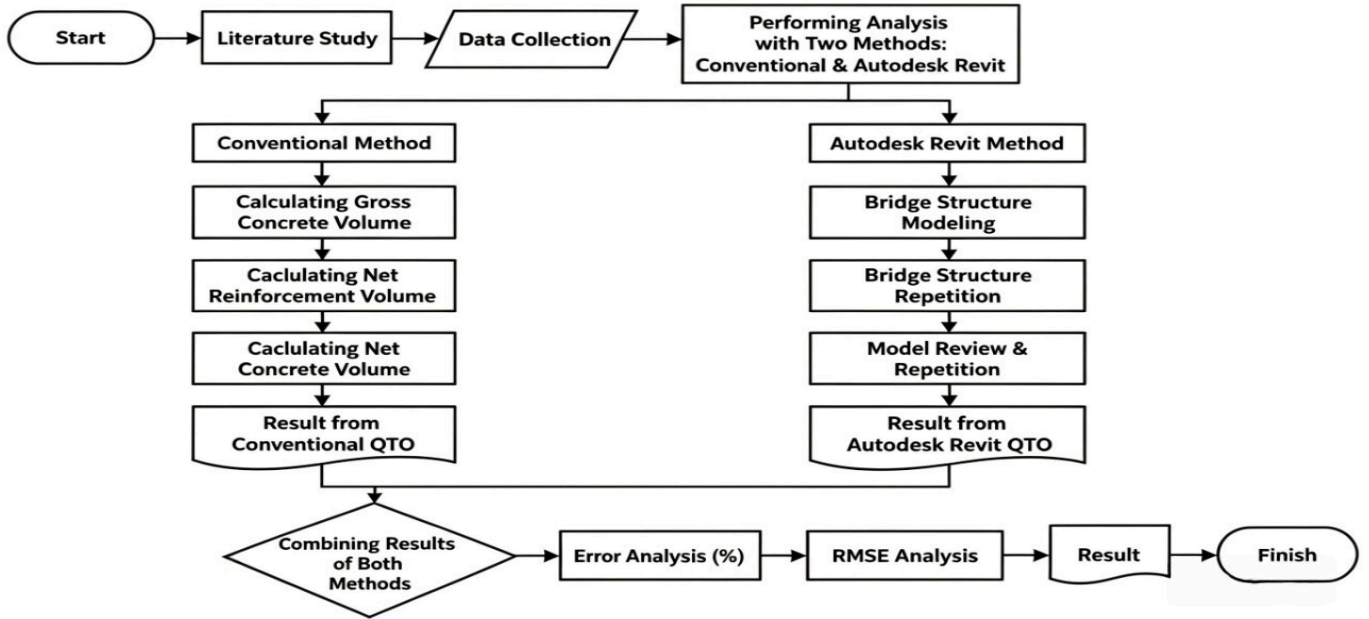 Start
Literature Study
Data Collection
Performing Analysis
with Two Methods:
Conventional & Autodesk Revit
Conventional Method
Calculating Gross
Concrete Volume
Caclulating Net
Reinforcement Volume
Caclulating Net
Concrete Volume
Result from
Conventional QTO
Autodesk Revit Method
Bridge Structure
Modeling
Bridge Structure
Repetition
Model Review &
Repetition
Result from
Autodesk Revit QTO
Combining Results
of Both
Methods
Error Analysis (%)
RMSE Analysis
Result
Finish